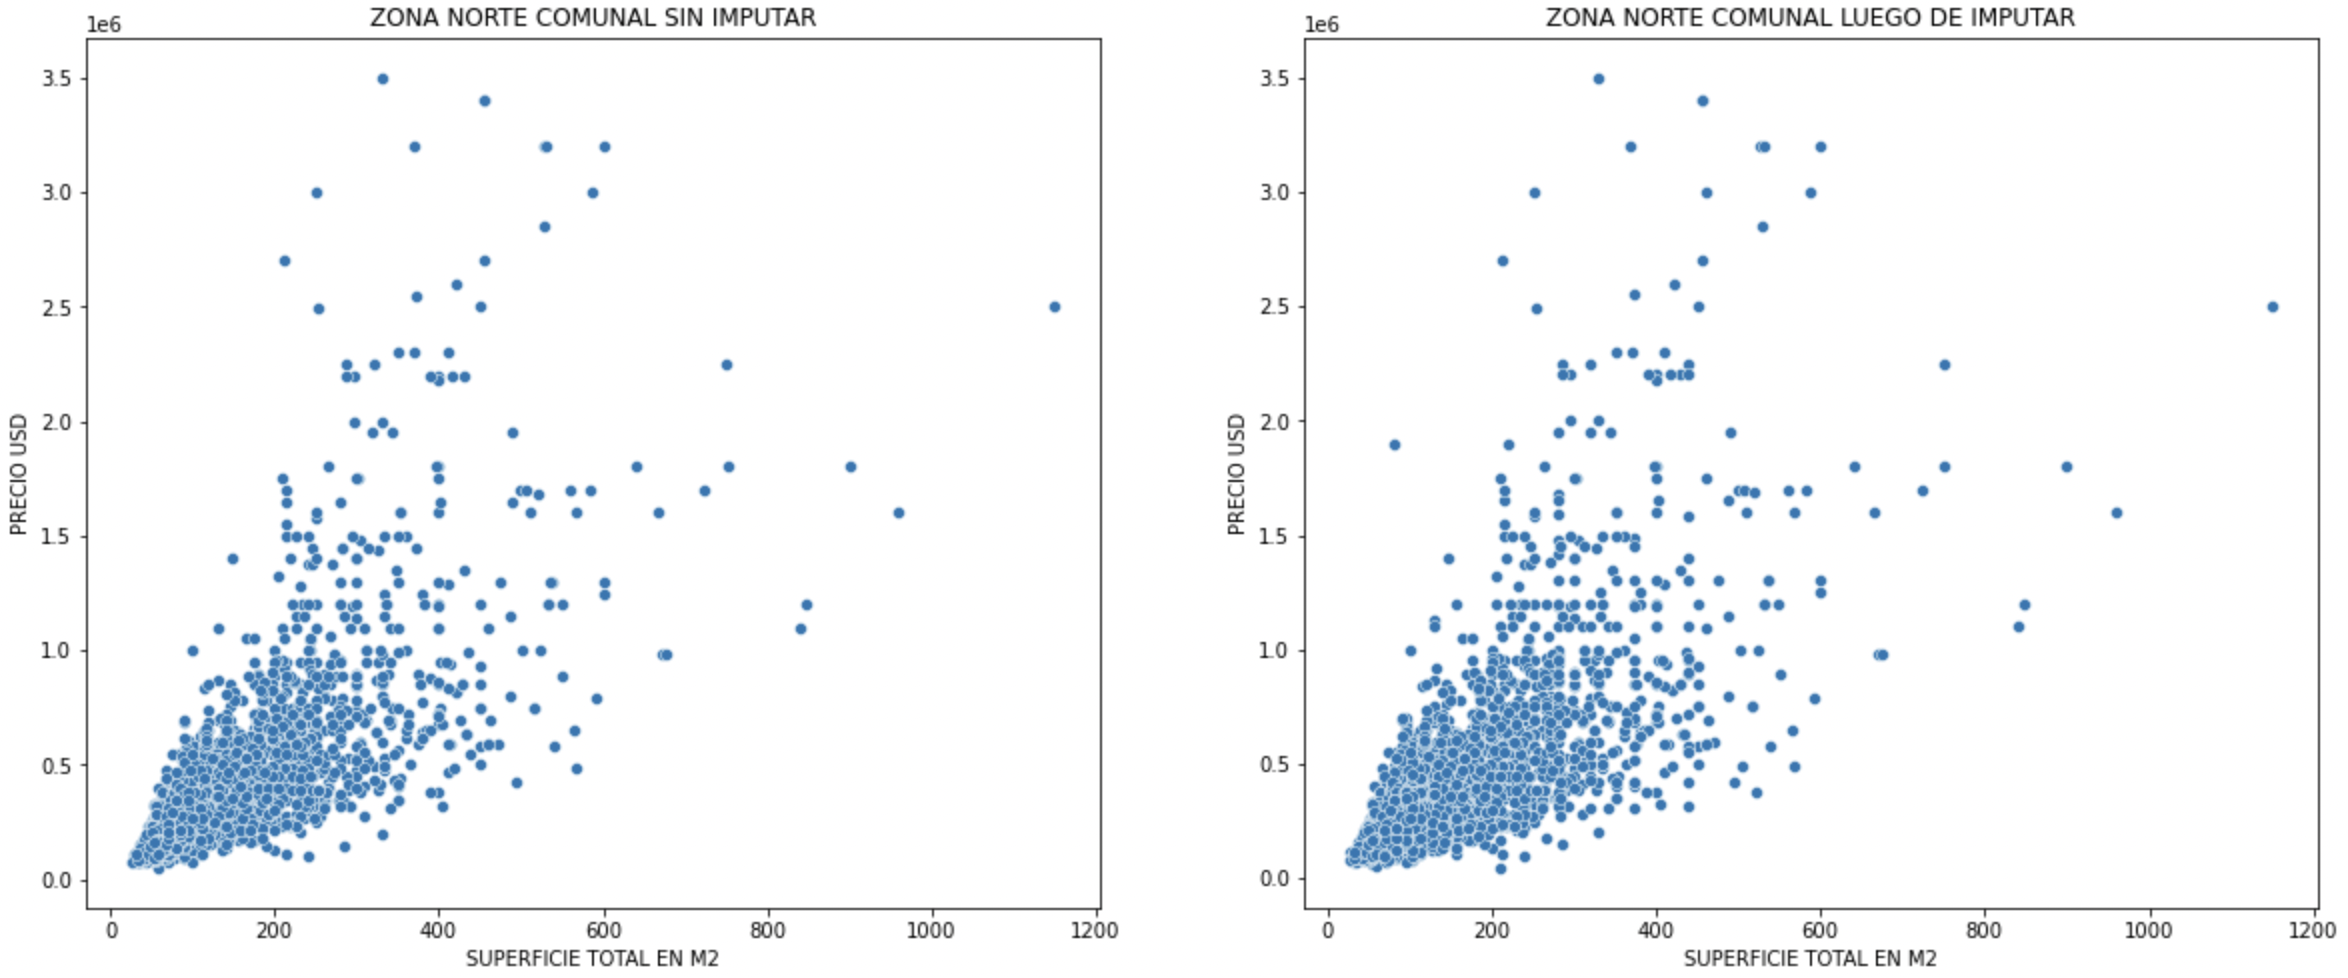 ZONA NORTE COMUNAL SIN IMPUTAR
1e6
3.5
3.0
2.5
2.0
1.5
1.0
0.5
0.0
PRECIO USD
0 200 400 600 800 1000 1200
SUPERFICIE TOTAL EN M2
ZONA NORTE COMUNAL LUEGO DE IMPUTAR
1e6
3.5
3.0
2.5
2.0
1.5
1.0
0.5
0.0
PRECIO USD
0 200 400 600 800 1000 1200
SUPERFICIE TOTAL EN M2